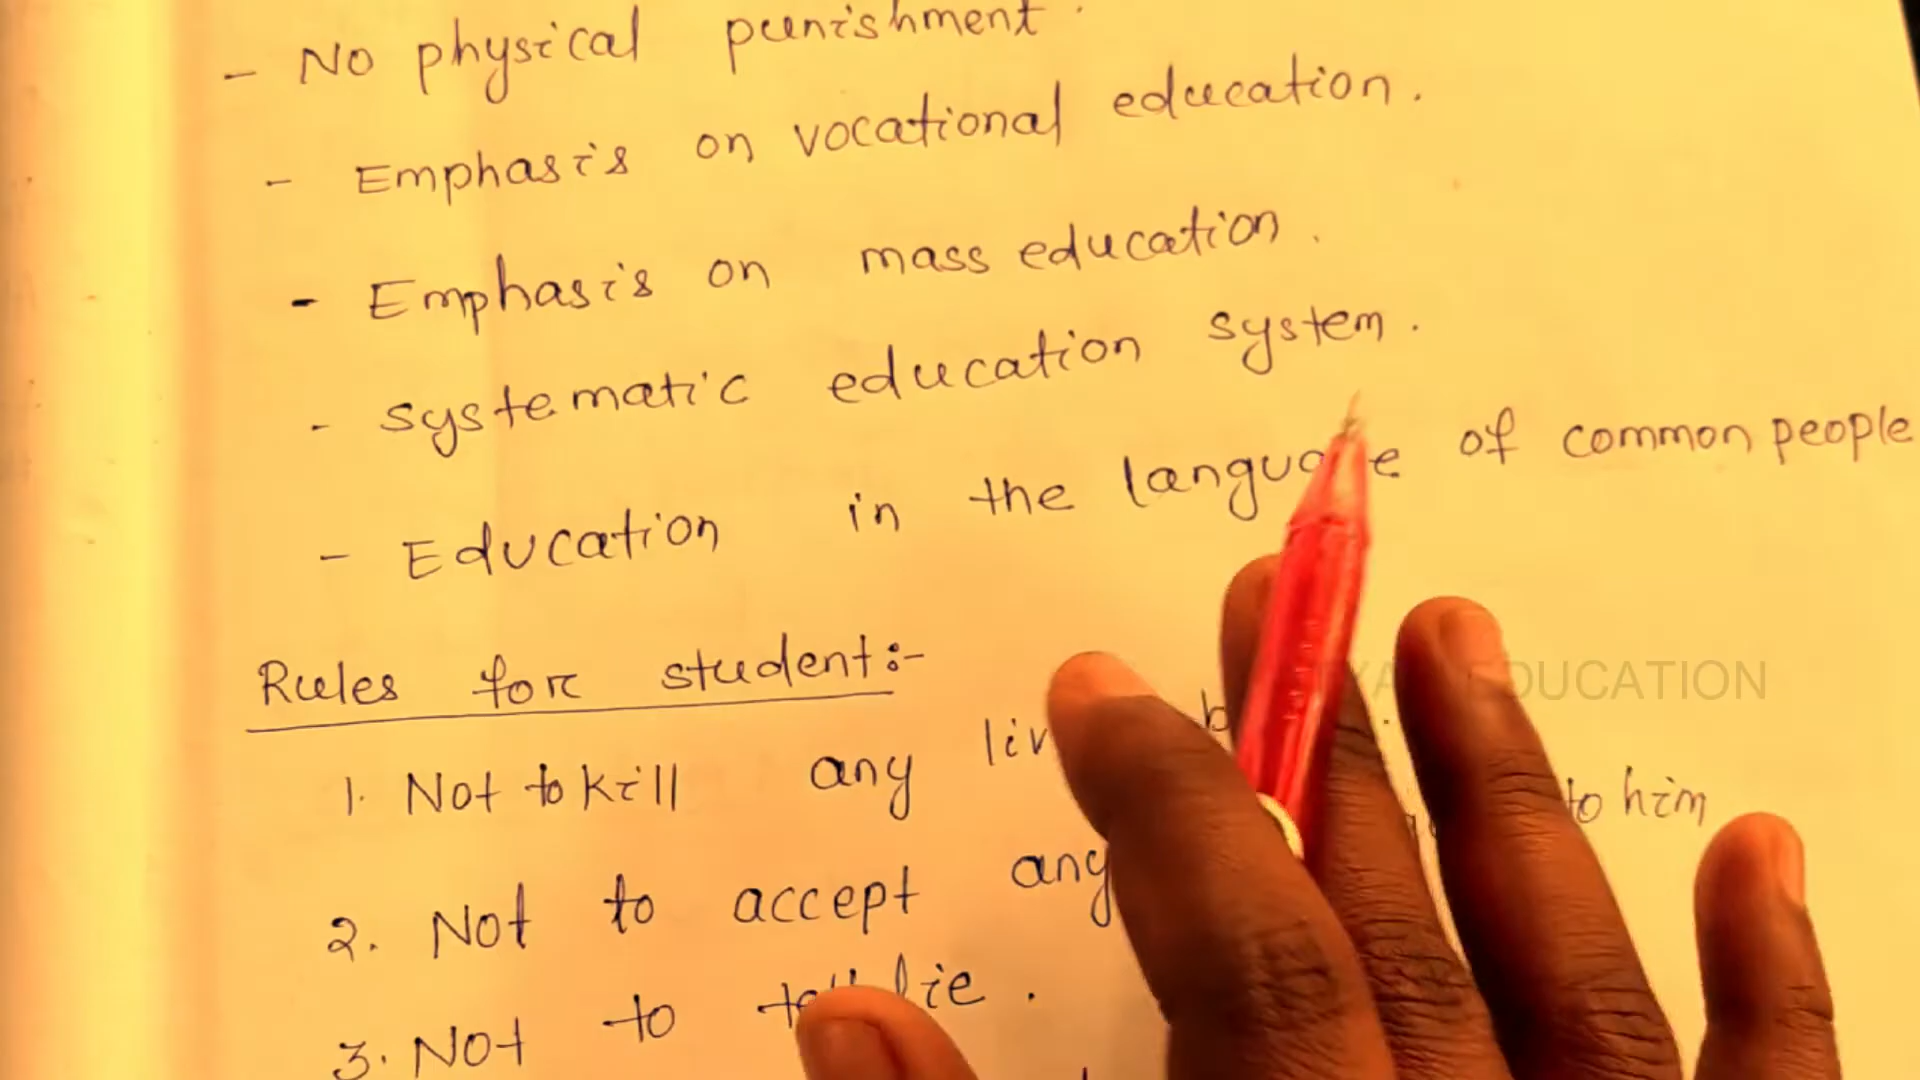 - No physical punishment.
- Emphasis on vocational education.
- Emphasis on mass education.
- Systematic education system.
- Education in the language of common people
Rules for student:-
1. Not to kill any
2. Not to accept any to him
3. Not to lie.
EDUCATION